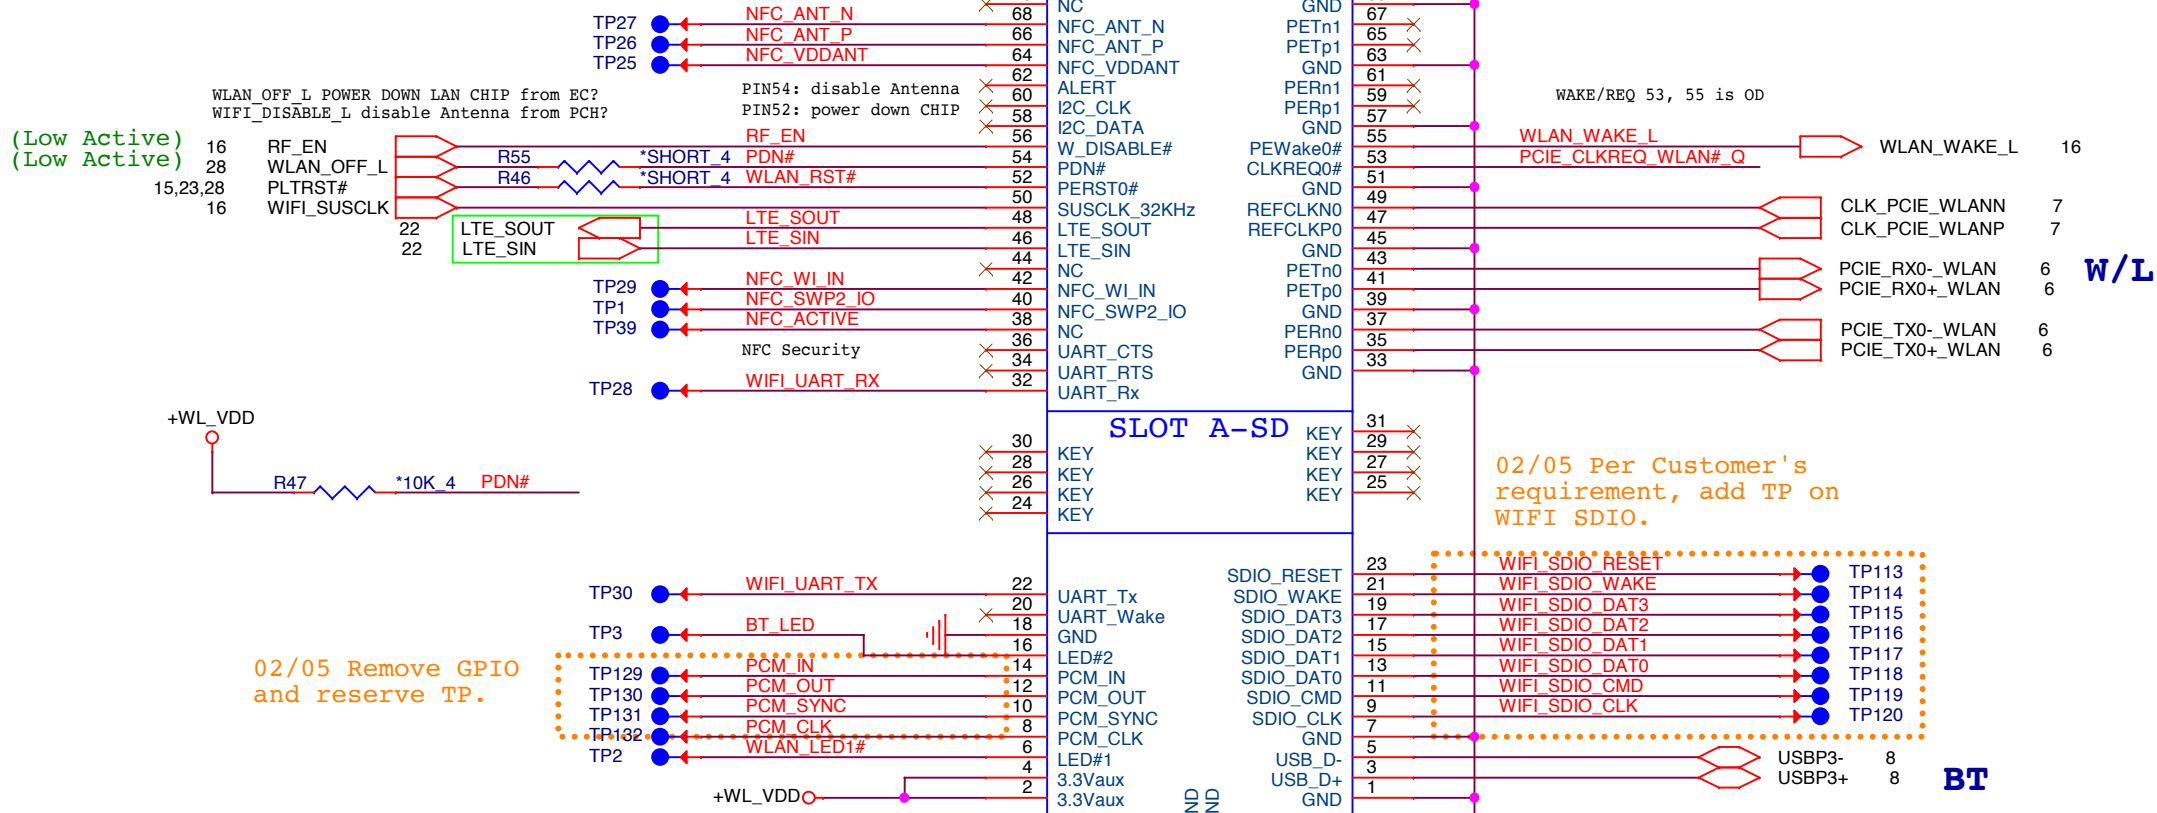 NC
GND
TP27 NFC_ANT_N 68 NFC_ANT_N
PETn1 67
TP26 NFC_ANT_P 66 NFC_ANT_P
PETp1 65
TP25 NFC_VDDANT 64 NFC_VDDANT
GND 63
PIN54: disable Antenna
62 ALERT
PERn1 61
WLAN_OFF_L POWER DOWN LAN CHIP from EC?
WIFI_DISABLE_L disable Antenna from PCH?
PIN52: power down CHIP
60 I2C_CLK
PERp1 59
WAKE/REQ 53, 55 is OD
58 I2C_DATA
GND 57
(Low Active) 16 RF_EN RF_EN 56 W_DISABLE#
PEWake0# 55 WLAN_WAKE_L WLAN_WAKE_L 16
(Low Active) 28 WLAN_OFF_L R55 *SHORT_4 PDN# 54 PDN#
CLKREQ0# 53 PCIE_CLKREQ_WLAN#_Q
15,23,28 PLTRST# R46 *SHORT_4 WLAN_RST# 52 PERST0#
GND 51
16 WIFI_SUSCLK 50 SUSCLK_32KHz
REFCLKN0 49 CLK_PCIE_WLANN 7
22 LTE_SOUT LTE_SOUT 48 LTE_SOUT
REFCLKP0 47 CLK_PCIE_WLANP 7
22 LTE_SIN LTE_SIN 46 LTE_SIN
GND 45
44 NC
PETn0 43 PCIE_RX0-_WLAN 6
W/L
TP29 NFC_WI_IN 42 NFC_WI_IN
PETp0 41 PCIE_RX0+_WLAN 6
TP1 NFC_SWP2_IO 40 NFC_SWP2_IO
GND 39
TP39 NFC_ACTIVE 38 NC
PERn0 37 PCIE_TX0-_WLAN 6
NFC Security
36 UART_CTS
PERp0 35 PCIE_TX0+_WLAN 6
34 UART_RTS
GND 33
TP28 WIFI_UART_RX 32 UART_Rx
+WL_VDD
SLOT A-SD
KEY 31
30 KEY
KEY 29
28 KEY
KEY 27
26 KEY
KEY 25
24 KEY
R47 *10K_4 PDN#
02/05 Per Customer's
requirement, add TP on
WIFI SDIO.
SDIO_RESET 23 WIFI_SDIO_RESET TP113
TP30 WIFI_UART_TX 22 UART_Tx
SDIO_WAKE 21 WIFI_SDIO_WAKE TP114
20 UART_Wake
SDIO_DAT3 19 WIFI_SDIO_DAT3 TP115
TP3 BT_LED 18 GND
SDIO_DAT2 17 WIFI_SDIO_DAT2 TP116
16 LED#2
SDIO_DAT1 15 WIFI_SDIO_DAT1 TP117
02/05 Remove GPIO
and reserve TP.
TP129 PCM_IN 14 PCM_IN
SDIO_DAT0 13 WIFI_SDIO_DAT0 TP118
TP130 PCM_OUT 12 PCM_OUT
SDIO_CMD 11 WIFI_SDIO_CMD TP119
TP131 PCM_SYNC 10 PCM_SYNC
SDIO_CLK 9 WIFI_SDIO_CLK TP120
TP132 PCM_CLK 8 PCM_CLK
GND 7
TP2 WLAN_LED1# 6 LED#1
USB_D- 5 USBP3- 8
4 3.3Vaux
USB_D+ 3 USBP3+ 8
BT
+WL_VDD 2 3.3Vaux
GND 1
ND
ND